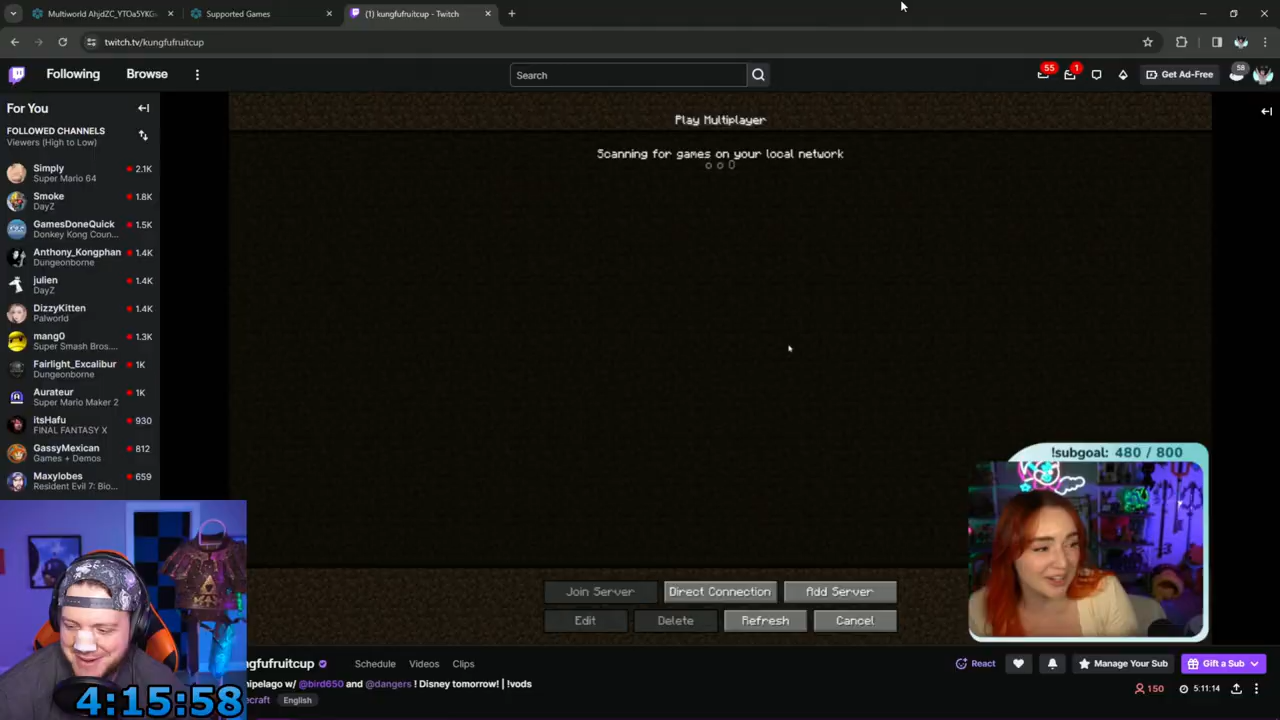 Multiworld AhjdZC_YTOa5YKG
Supported Games
(1) kungfufruitcup - Twitch
twitch.tv/kungfufruitcup
Following
Browse
Search
55
1
Get Ad-Free
58
For You
FOLLOWED CHANNELS
Viewers (High to Low)
Simply 2.1K
Super Mario 64
Smoke 1.8K
DayZ
GamesDoneQuick 1.5K
Donkey Kong Coun...
Anthony_Kongphan 1.4K
Dungeonborne
julien 1.4K
DayZ
DizzyKitten 1.4K
Palworld
mang0 1.3K
Super Smash Bros....
Fairlight_Excalibur 1K
Dungeonborne
Aurateur 1K
Super Mario Maker 2
itsHafu 930
FINAL FANTASY X
GassyMexican 812
Games + Demos
Maxylobes 659
Resident Evil 7: Bio...
Play Multiplayer
Scanning for games on your local network
!subgoal: 480 / 800
Join Server
Direct Connection
Add Server
Edit
Delete
Refresh
Cancel
ngfufruitcup
Schedule
Videos
Clips
React
Manage Your Sub
Gift a Sub
hipelago w/ @bird650 and @dangers ! Disney tomorrow! | !vods
150
5:11:14
ecraft
English
4:15:58